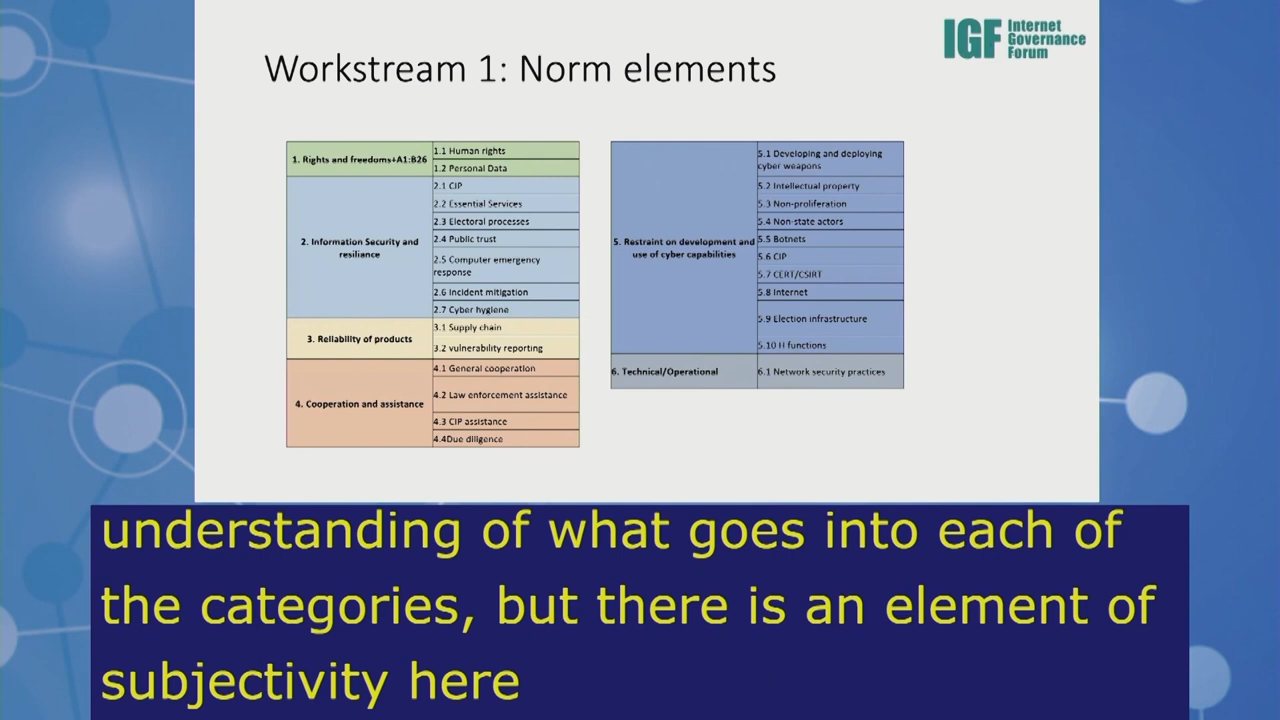 IGF Internet
Governance
Forum
Workstream 1: Norm elements
1. Rights and freedoms+A1:B26
1.1 Human rights
1.2 Personal Data
2. Information Security and
resiliance
2.1 CIP
2.2 Essential Services
2.3 Electoral processes
2.4 Public trust
2.5 Computer emergency
response
2.6 Incident mitigation
2.7 Cyber hygiene
3. Reliability of products
3.1 Supply chain
3.2 vulnerability reporting
4. Cooperation and assistance
4.1 General cooperation
4.2 Law enforcement assistance
4.3 CIP assistance
4.4Due diligence
5. Restraint on development and
use of cyber capabilities
5.1 Developing and deploying
cyber weapons
5.2 Intellectual property
5.3 Non-proliferation
5.4 Non-state actors
5.5 Botnets
5.6 CIP
5.7 CERT/CSIRT
5.8 Internet
5.9 Election infrastructure
5.10 functions
6. Technical/Operational
6.1 Network security practices
understanding of what goes into each of
the categories, but there is an element of
subjectivity here